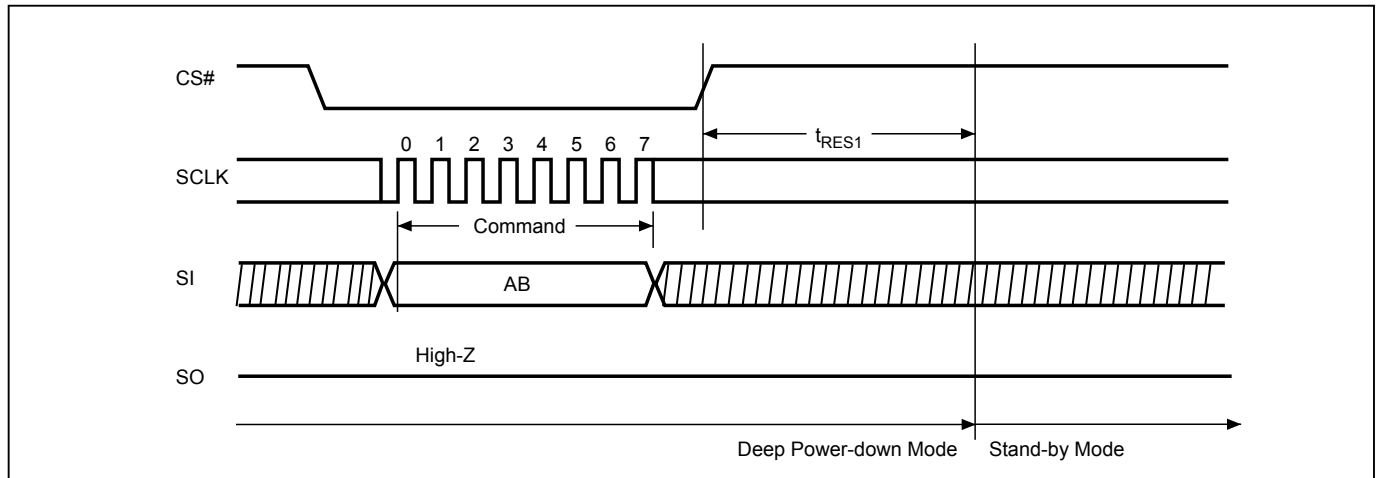 CS#
t_RES1
0 1 2 3 4 5 6 7
SCLK
Command
SI
AB
High-Z
SO
Deep Power-down Mode Stand-by Mode